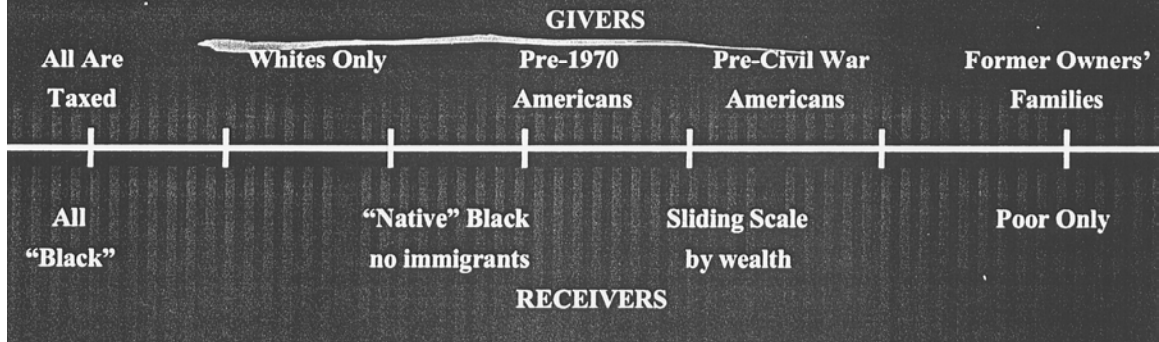 GIVERS
All Are
Taxed
Whites Only
Pre-1970
Americans
Pre-Civil War
Americans
Former Owners’
Families
All
“Black”
“Native” Black
no immigrants
Sliding Scale
by wealth
Poor Only
RECEIVERS